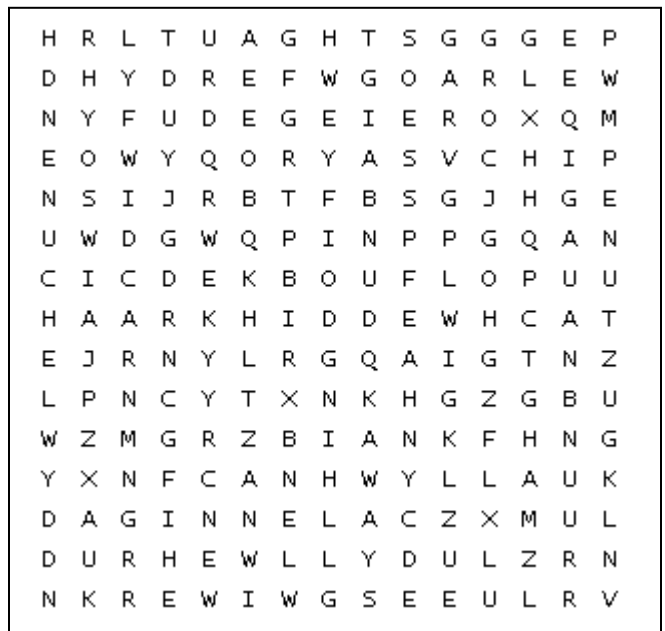 H R L T U A G H T S G G G E P
D H Y D R E F W G O A R L E W
N Y F U D E G E I E R O X Q M
E O W Y Q O R Y A S V C H I P
N S I J R B T F B S G J H G E
U W D G W Q P I N P P G Q A N
C I C D E K B O U F L O P U U
H A A R K H I D D E W H C A T
E J R N Y L R G Q A I G T N Z
L P N C Y T X N K H G Z G B U
W Z M G R Z B I A N K F H N G
Y X N F C A N H W Y L L A U K
D A G I N N E L A C Z X M U L
D U R H E W L L Y D U L Z R N
N K R E W I W G S E E U L R V